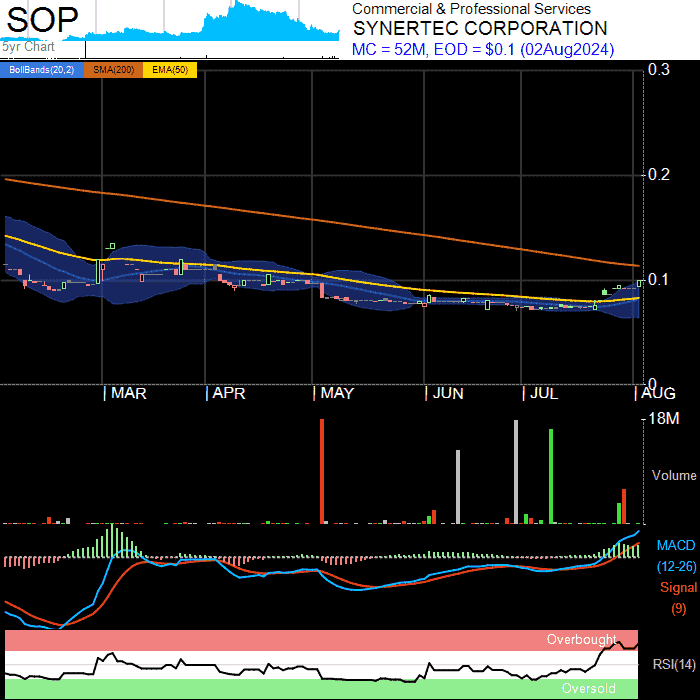 SOP
5yr Chart
Commercial & Professional Services
SYNERTEC CORPORATION
MC = 52M, EOD = $0.1 (02Aug2024)
BollBands(20,2) SMA(200) EMA(50)
0.3
0.2
0.1
0
MAR APR MAY JUN JUL AUG
18M
Volume
MACD
(12-26)
Signal
(9)
Overbought
RSI(14)
Oversold